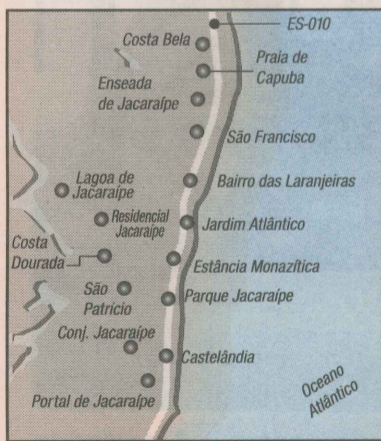 ES-010
Costa Bela
Praia de
Capuba
Enseada
de Jacaraípe
São Francisco
Lagoa de
Jacaraípe
Bairro das Laranjeiras
Residencial
Jacaraípe
Jardim Atlântico
Costa
Dourada
Estância Monazítica
São
Patrício
Parque Jacaraípe
Conj. Jacaraípe
Castelândia
Portal de Jacaraípe
Oceano
Atlântico